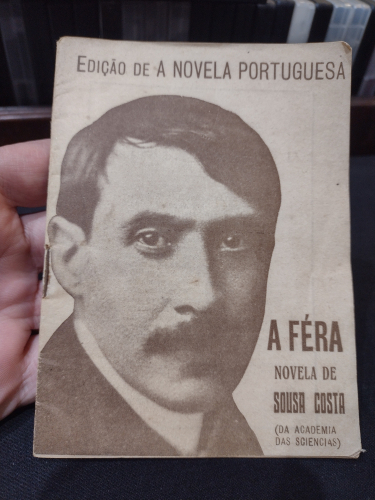 EDIÇÃO DE A NOVELA PORTUGUESA
A FÉRA
NOVELA DE
SOUSA COSTA
(DA ACADEMIA
DAS SCIENCIAS)